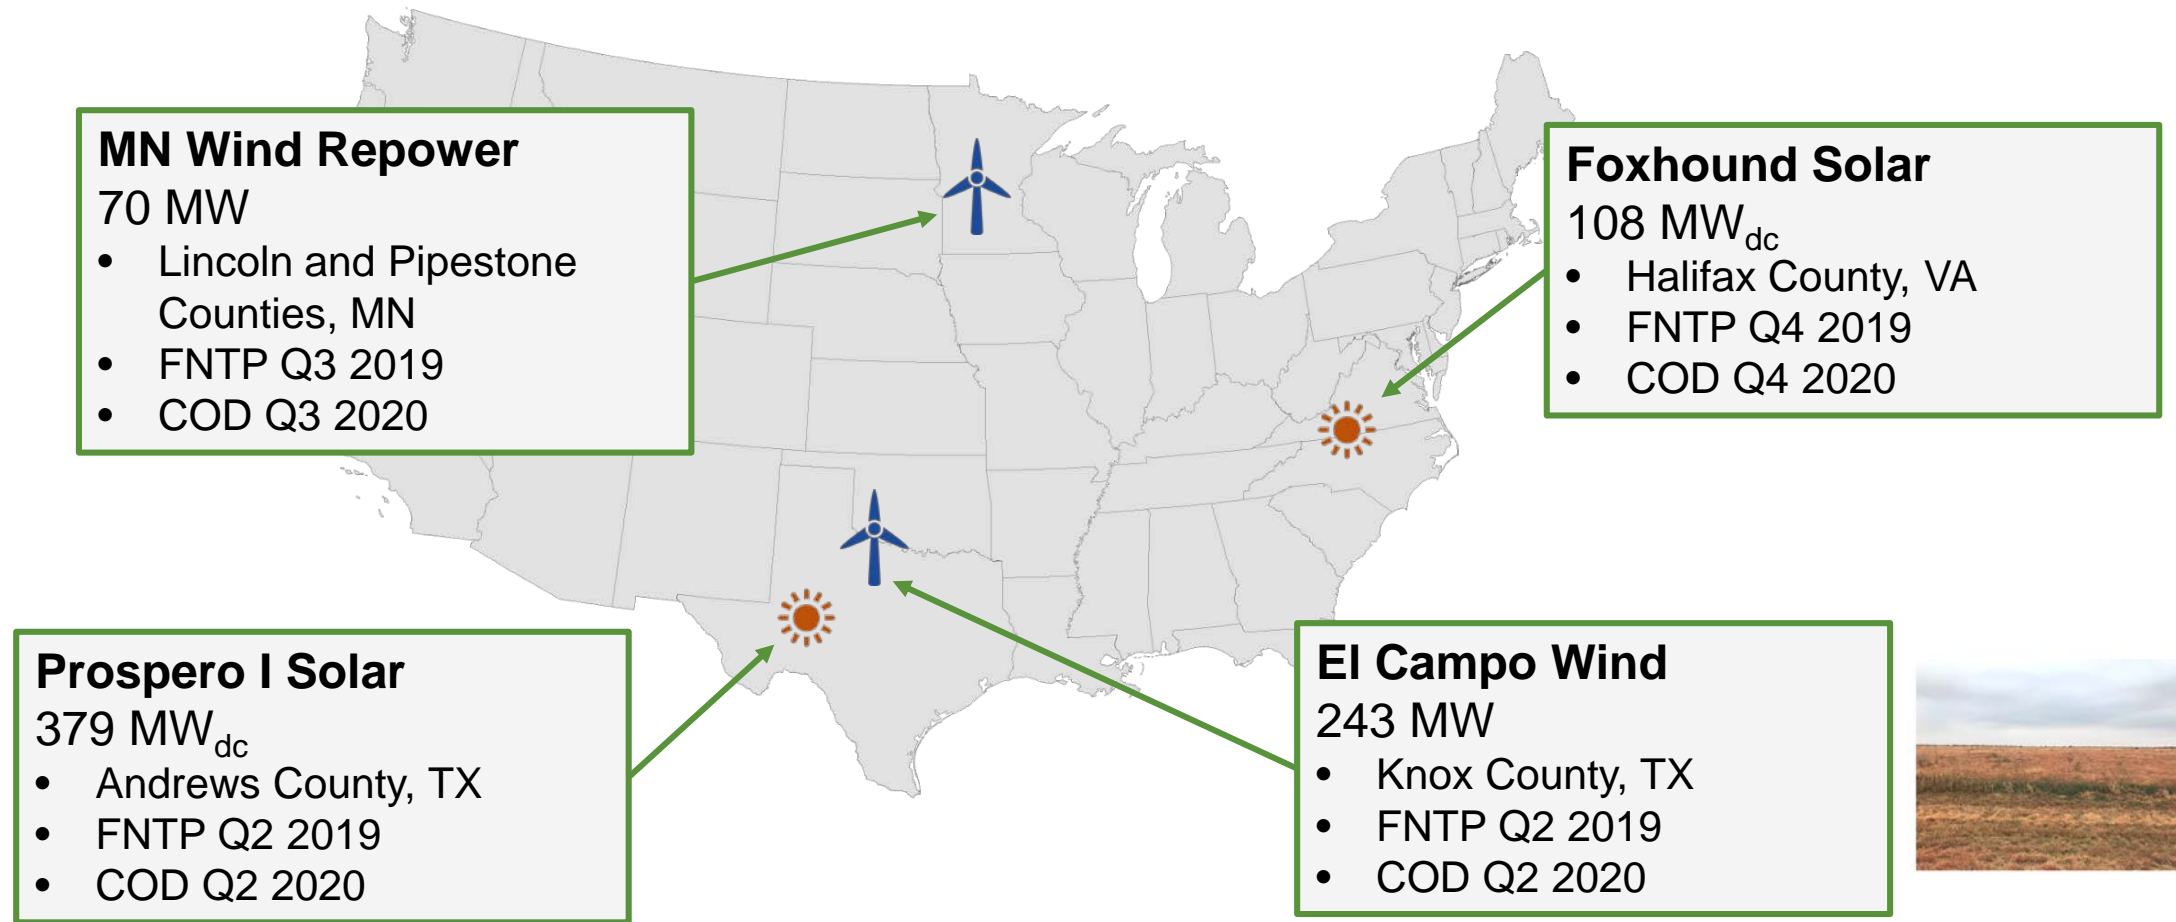 MN Wind Repower
70 MW
• Lincoln and Pipestone
Counties, MN
• FNTP Q3 2019
• COD Q3 2020
Foxhound Solar
108 MWdc
• Halifax County, VA
• FNTP Q4 2019
• COD Q4 2020
Prospero I Solar
379 MWdc
• Andrews County, TX
• FNTP Q2 2019
• COD Q2 2020
El Campo Wind
243 MW
• Knox County, TX
• FNTP Q2 2019
• COD Q2 2020